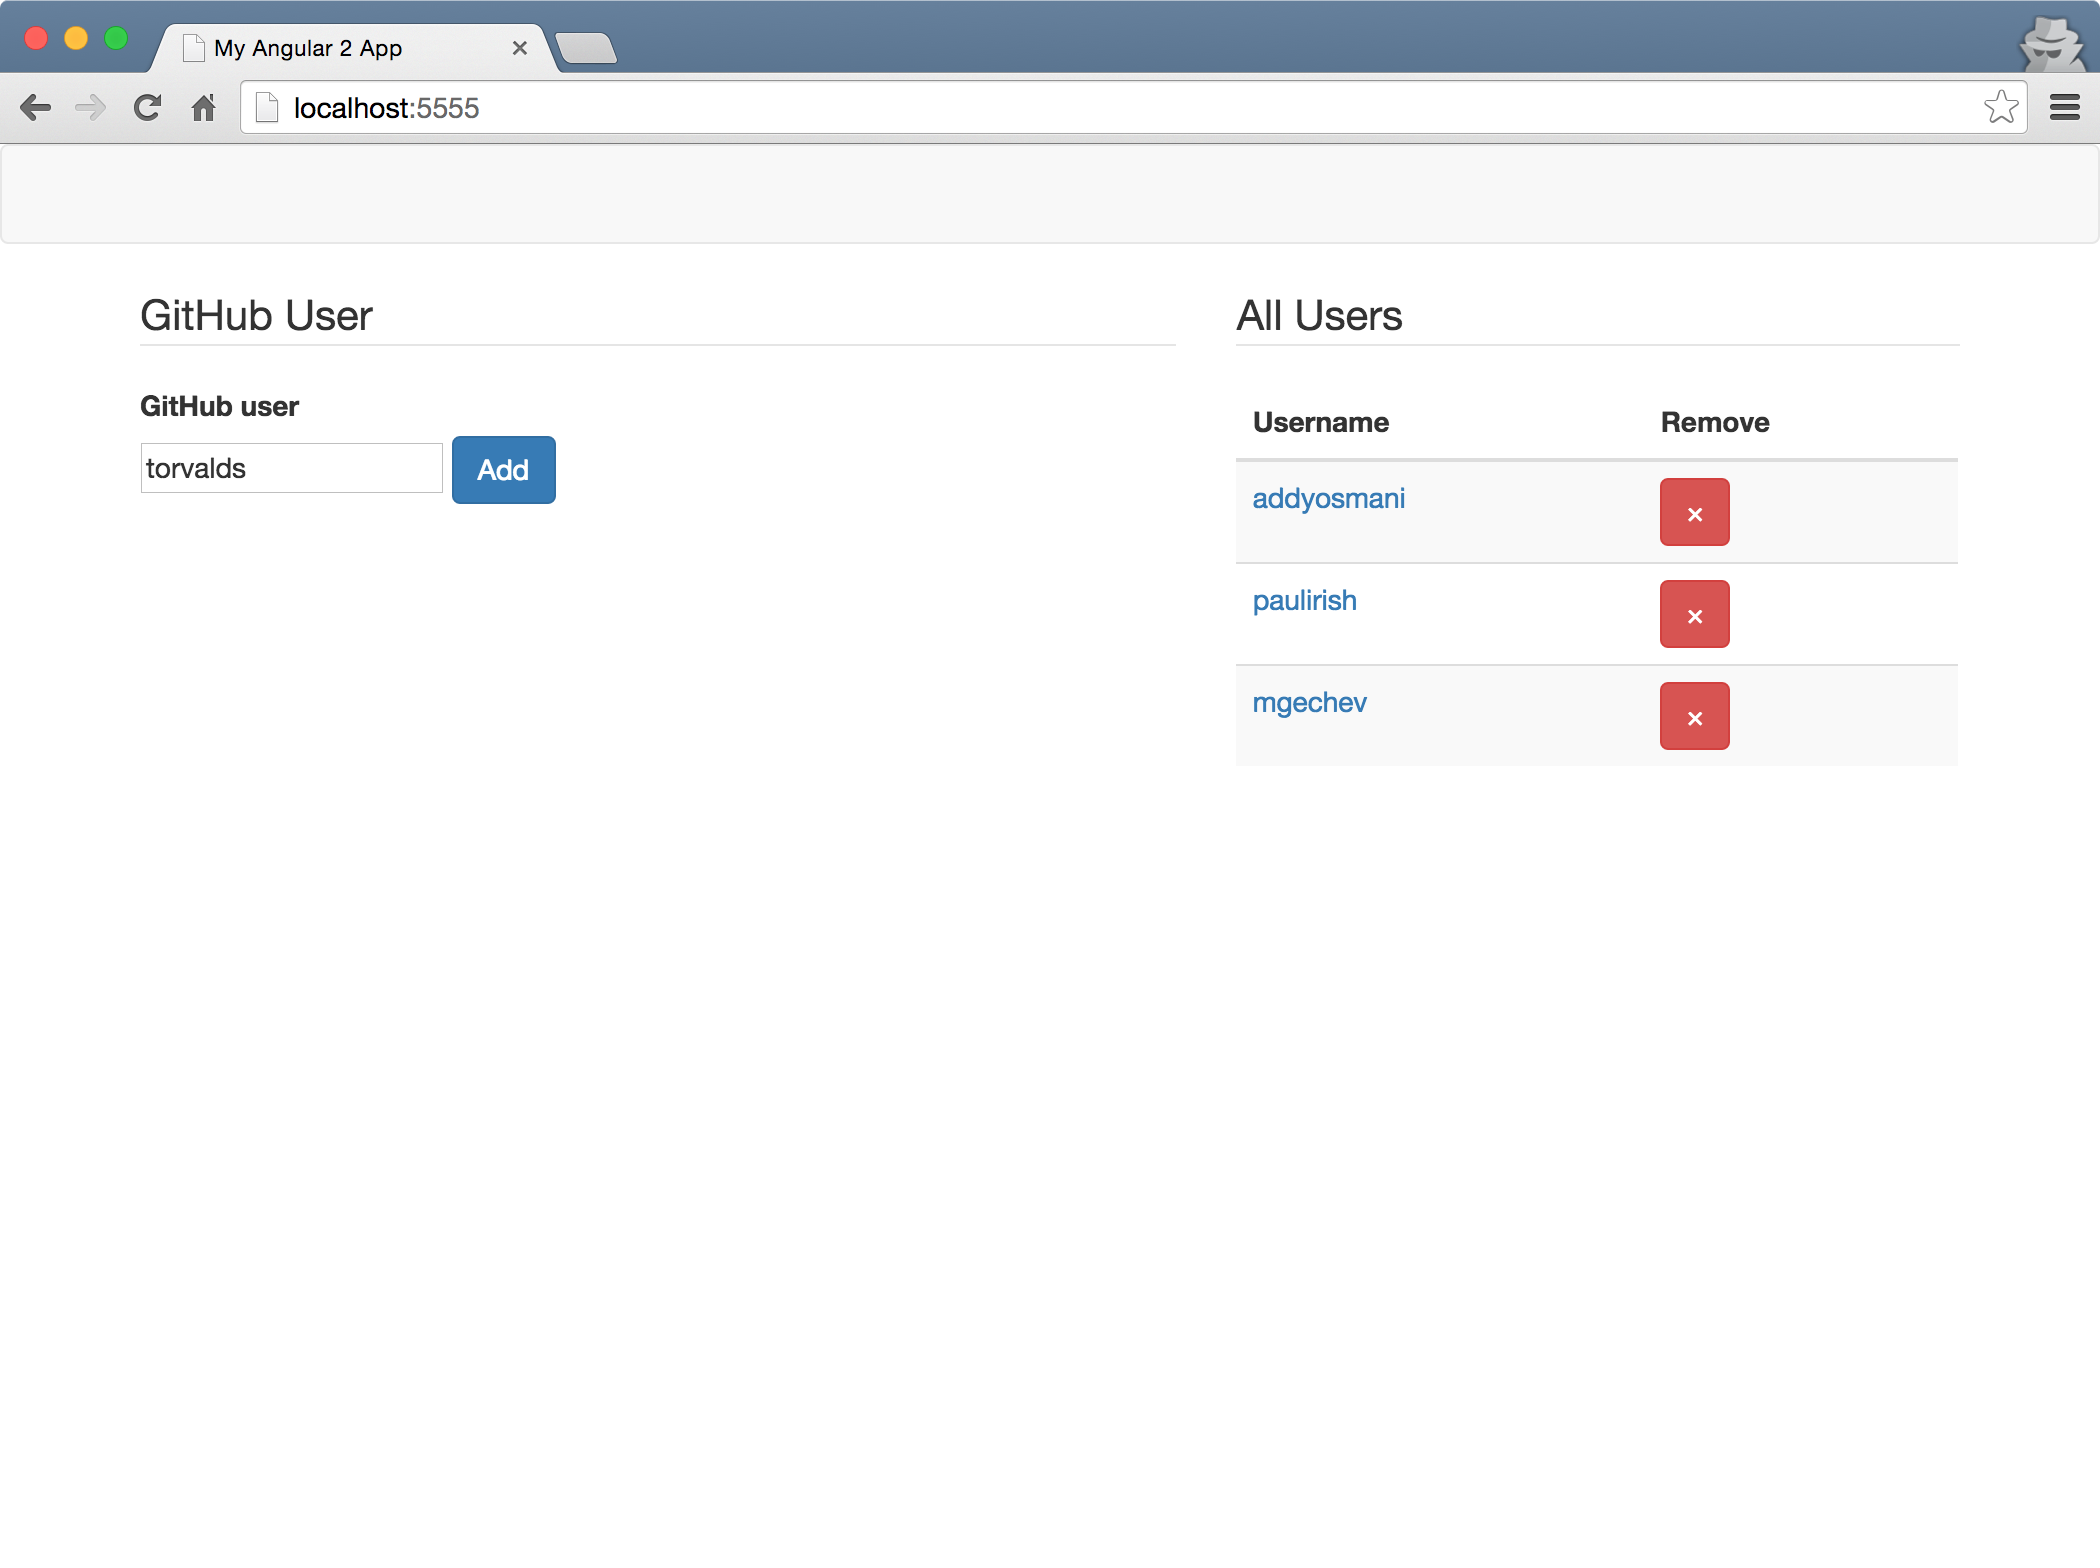 My Angular 2 App
localhost:5555
GitHub User
GitHub user
torvalds
Add
All Users
Username Remove
addyosmani ×
paulirish ×
mgechev ×